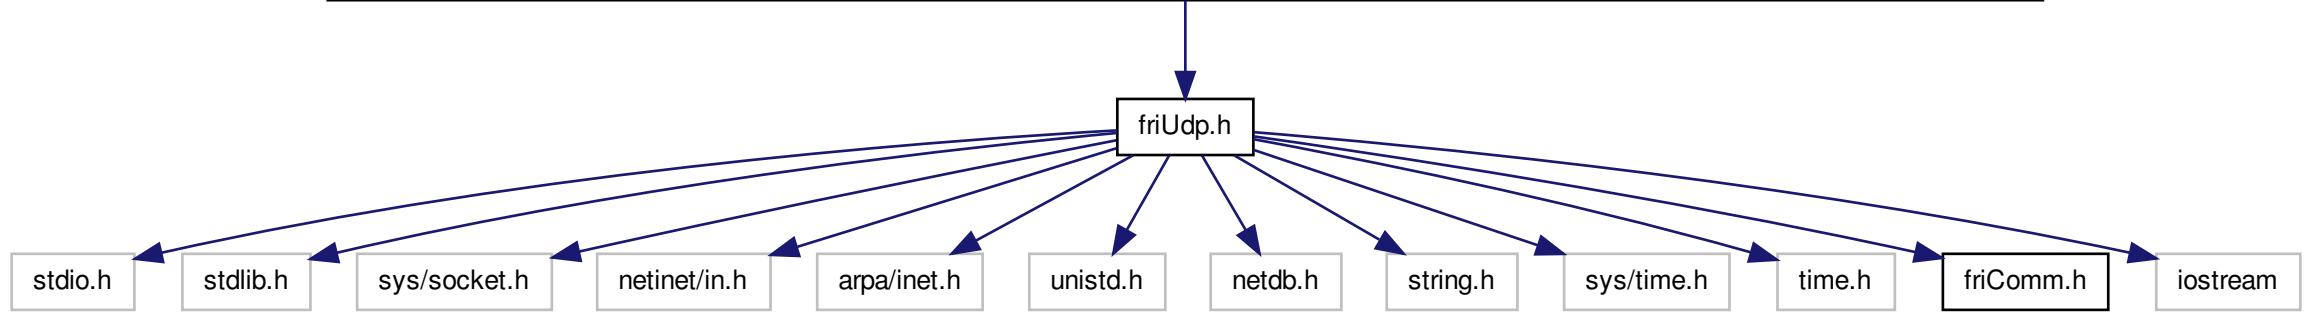 friUdp.h
stdio.h
stdlib.h
sys/socket.h
netinet/in.h
arpa/inet.h
unistd.h
netdb.h
string.h
sys/time.h
time.h
friComm.h
iostream